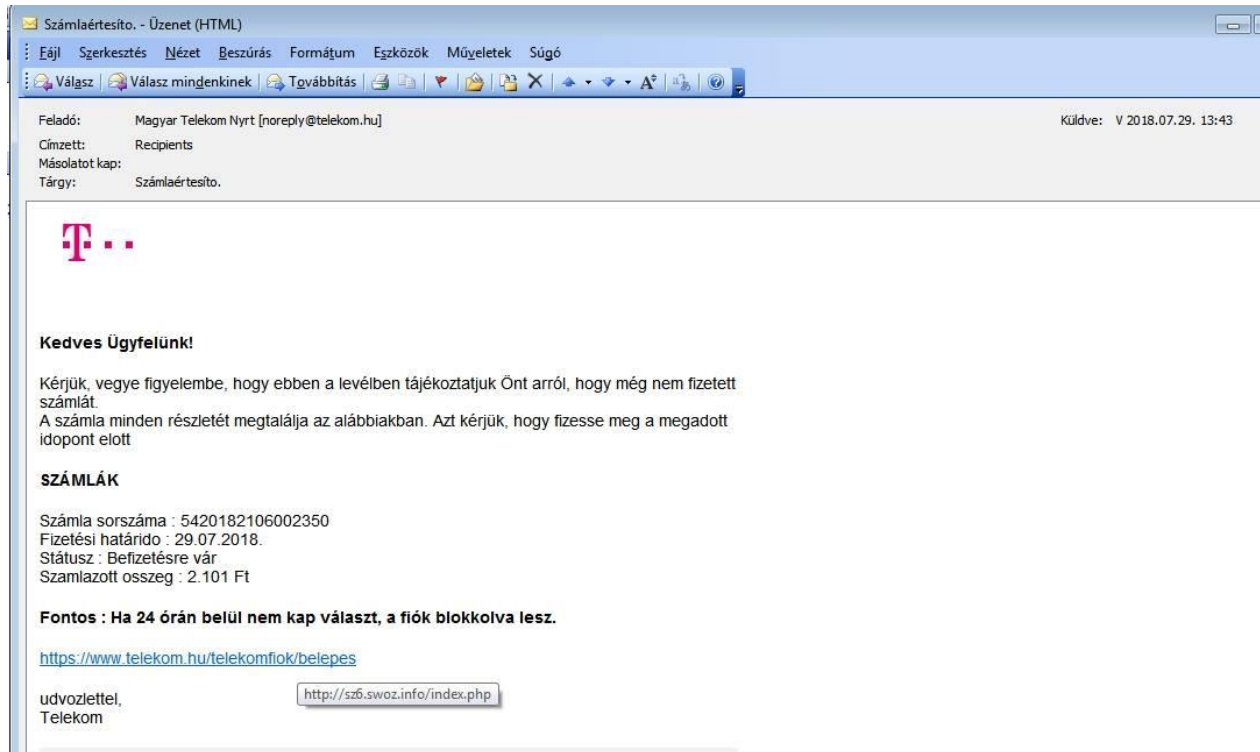 Számlaértesíto. - Üzenet (HTML)
Fájl Szerkesztés Nézet Beszúrás Formátum Eszközök Műveletek Súgó
Válasz Válasz mindenkinek Továbbítás
Feladó: Magyar Telekom Nyrt [noreply@telekom.hu] Küldve: V 2018.07.29. 13:43
Címzett: Recipients
Másolatot kap:
Tárgy: Számlaértesíto.
T
Kedves Ügyfelünk!
Kérjük, vegye figyelembe, hogy ebben a levélben tájékoztatjuk Önt arról, hogy még nem fizetett
számlát.
A számla minden részletét megtalálja az alábbiakban. Azt kérjük, hogy fizesse meg a megadott
idopont elott
SZÁMLÁK
Számla sorszáma : 5420182106002350
Fizetési határido : 29.07.2018.
Státusz : Befizetésre vár
Szamlazott osszeg : 2.101 Ft
Fontos : Ha 24 órán belül nem kap választ, a fiók blokkolva lesz.
https://www.telekom.hu/telekomfiok/belepes
http://sz6.swoz.info/index.php
udvozlettel,
Telekom